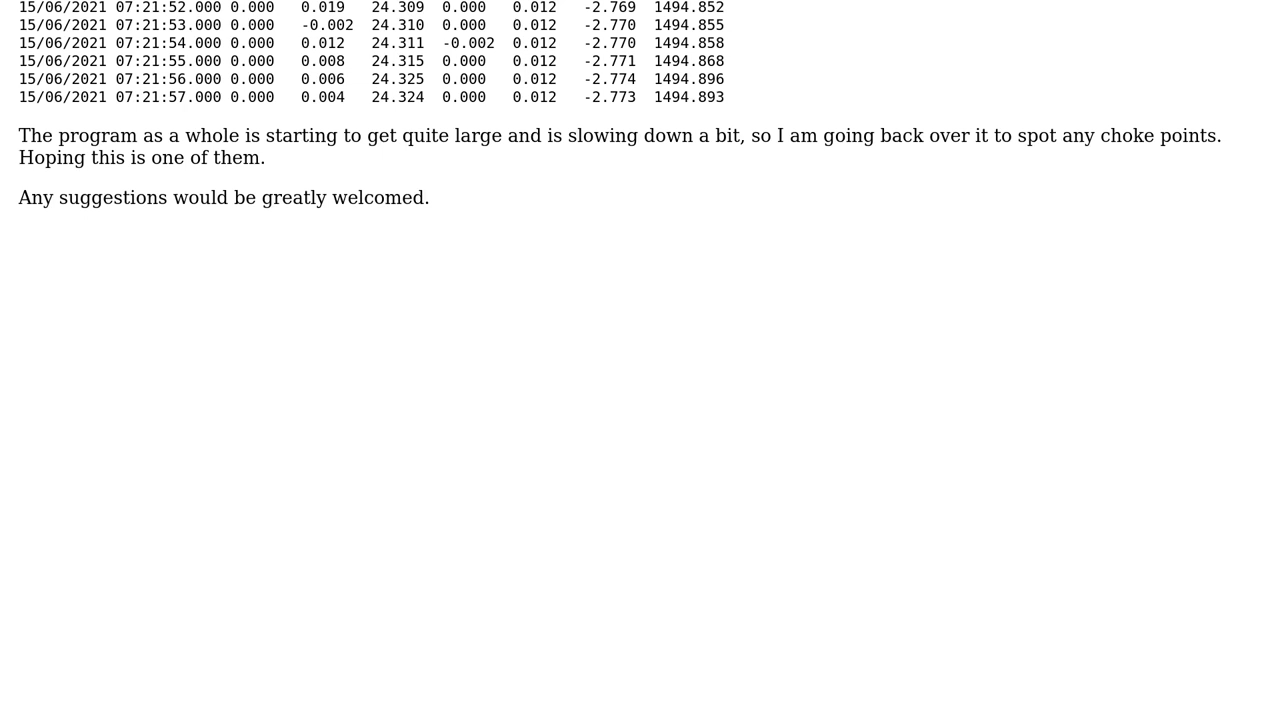 15/06/2021 07:21:52.000 0.000   0.019   24.309  0.000   0.012   -2.769  1494.852
15/06/2021 07:21:53.000 0.000   -0.002  24.310  0.000   0.012   -2.770  1494.855
15/06/2021 07:21:54.000 0.000   0.012   24.311  -0.002  0.012   -2.770  1494.858
15/06/2021 07:21:55.000 0.000   0.008   24.315  0.000   0.012   -2.771  1494.868
15/06/2021 07:21:56.000 0.000   0.006   24.325  0.000   0.012   -2.774  1494.896
15/06/2021 07:21:57.000 0.000   0.004   24.324  0.000   0.012   -2.773  1494.893
The program as a whole is starting to get quite large and is slowing down a bit, so I am going back over it to spot any choke points.
Hoping this is one of them.
Any suggestions would be greatly welcomed.